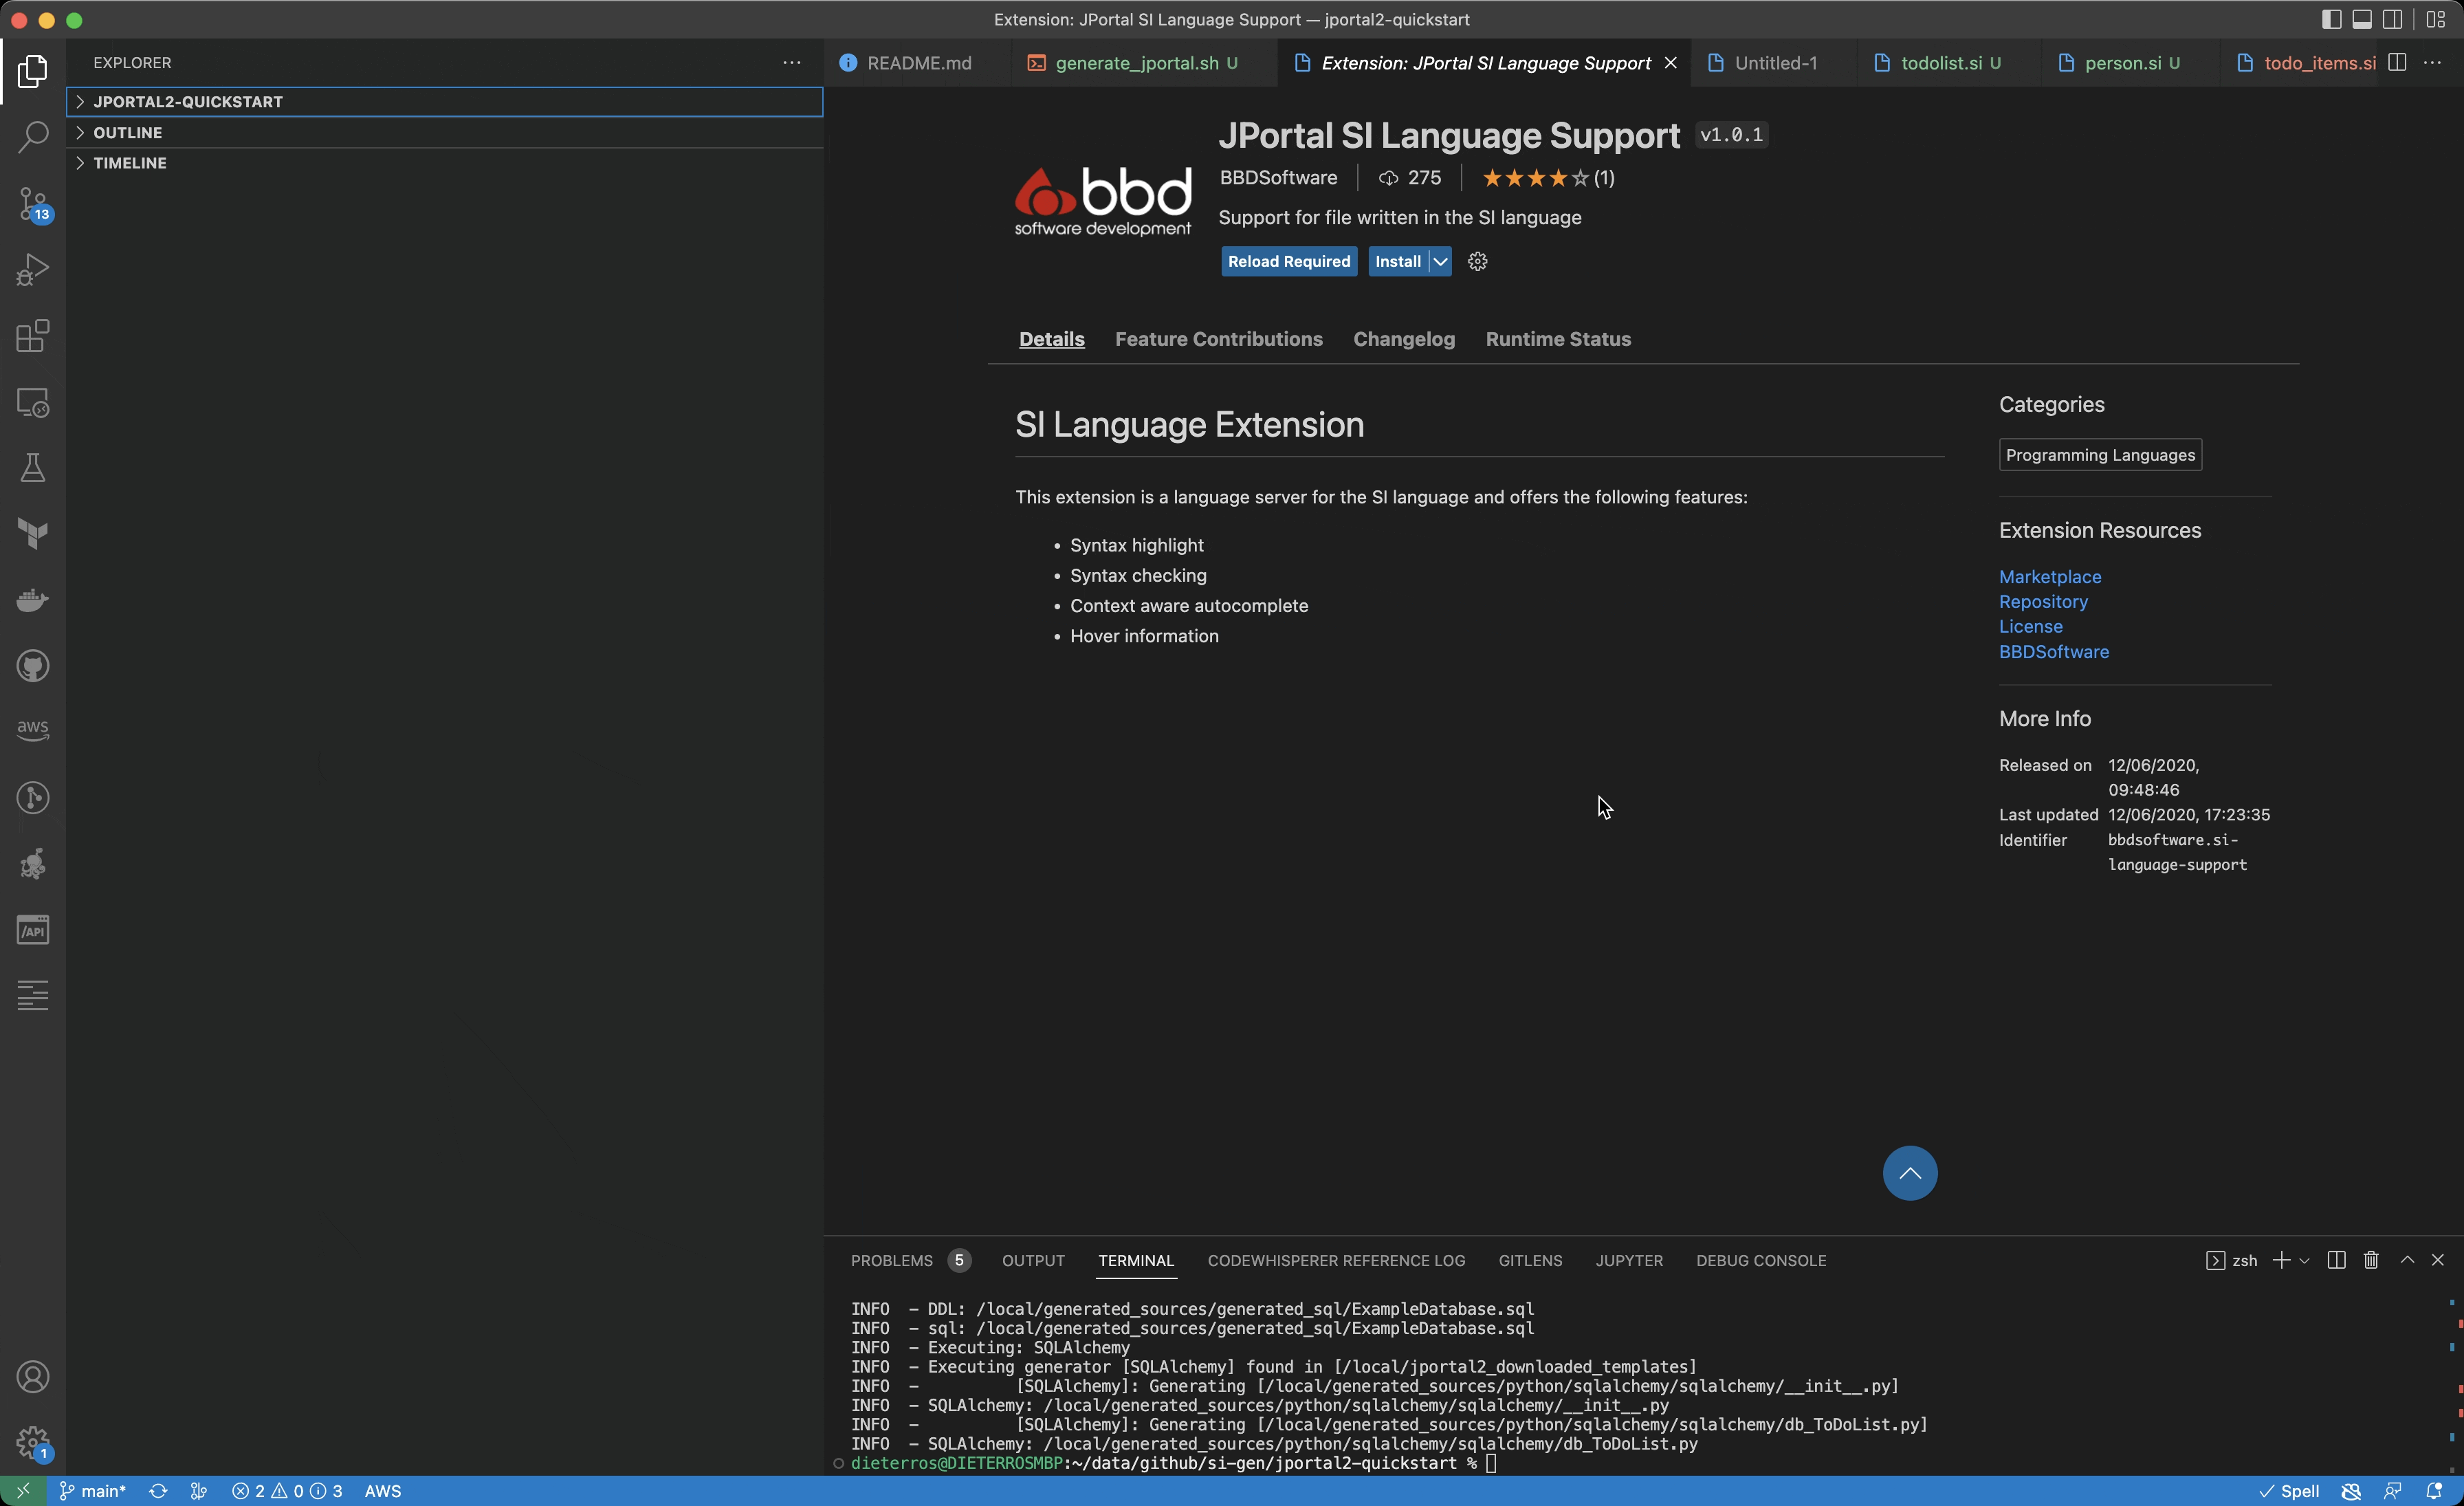 Extension: JPortal SI Language Support — jportal2-quickstart
EXPLORER
JPORTAL2-QUICKSTART
OUTLINE
TIMELINE
13
aws
/API
1
README.md
generate_jportal.sh U
Extension: JPortal SI Language Support
Untitled-1
todolist.si U
person.si U
todo_items.si
JPortal SI Language Support v1.0.1
bbd
software development
BBDSoftware
275
(1)
Support for file written in the SI language
Reload Required
Install
Details
Feature Contributions
Changelog
Runtime Status
SI Language Extension
This extension is a language server for the SI language and offers the following features:
• Syntax highlight
• Syntax checking
• Context aware autocomplete
• Hover information
Categories
Programming Languages
Extension Resources
Marketplace
Repository
License
BBDSoftware
More Info
Released on 12/06/2020,
09:48:46
Last updated 12/06/2020, 17:23:35
Identifier bbdsoftware.si-
language-support
PROBLEMS 5
OUTPUT
TERMINAL
CODEWHISPERER REFERENCE LOG
GITLENS
JUPYTER
DEBUG CONSOLE
zsh
INFO  - DDL: /local/generated_sources/generated_sql/ExampleDatabase.sql
INFO  - sql: /local/generated_sources/generated_sql/ExampleDatabase.sql
INFO  - Executing: SQLAlchemy
INFO  - Executing generator [SQLAlchemy] found in [/local/jportal2_downloaded_templates]
INFO  -          [SQLAlchemy]: Generating [/local/generated_sources/python/sqlalchemy/sqlalchemy/__init__.py]
INFO  - SQLAlchemy: /local/generated_sources/python/sqlalchemy/sqlalchemy/__init__.py
INFO  -          [SQLAlchemy]: Generating [/local/generated_sources/python/sqlalchemy/sqlalchemy/db_ToDoList.py]
INFO  - SQLAlchemy: /local/generated_sources/python/sqlalchemy/sqlalchemy/db_ToDoList.py
dieterros@DIETERROSMBP:~/data/github/si-gen/jportal2-quickstart %
main*
2
0
3
AWS
Spell